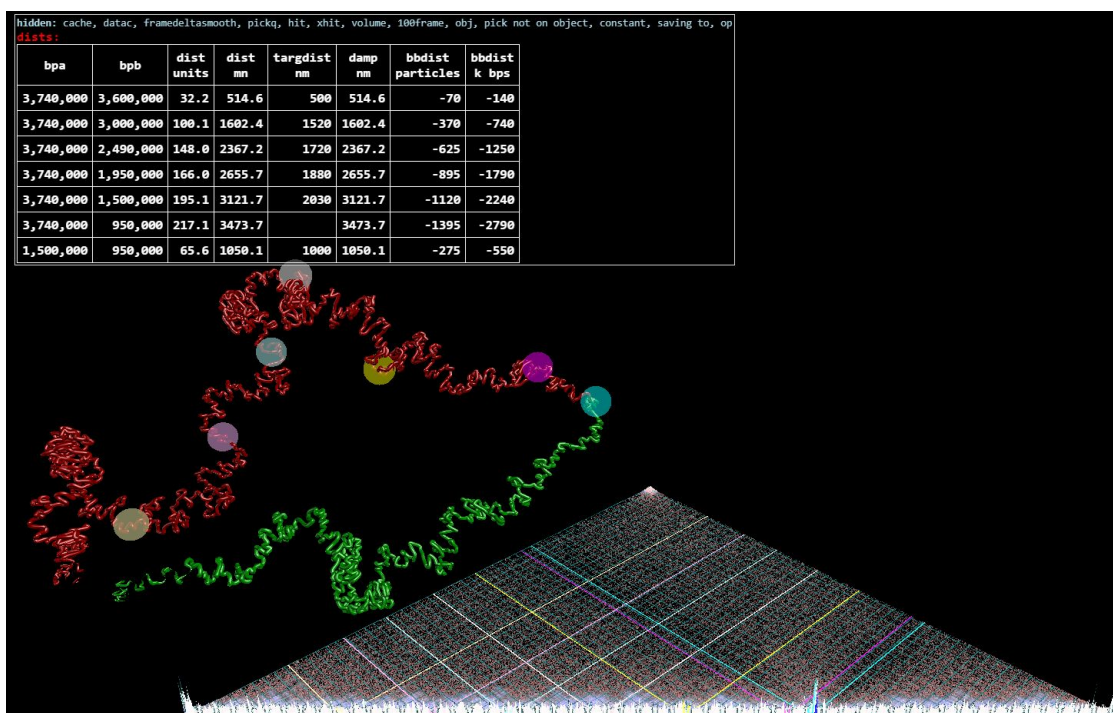 hidden: cache, datac, framedeltasmooth, pickq, hit, xhit, volume, 100frame, obj, pick not on object, constant, saving to, op
dists:
bpa bpb dist units dist mn targdist nm damp nm bbdist particles bbdist k bps
3,740,000 3,600,000 32.2 514.6 500 514.6 -70 -140
3,740,000 3,000,000 100.1 1602.4 1520 1602.4 -370 -740
3,740,000 2,490,000 148.0 2367.2 1720 2367.2 -625 -1250
3,740,000 1,950,000 166.0 2655.7 1880 2655.7 -895 -1790
3,740,000 1,500,000 195.1 3121.7 2030 3121.7 -1120 -2240
3,740,000 950,000 217.1 3473.7 3473.7 -1395 -2790
1,500,000 950,000 65.6 1050.1 1000 1050.1 -275 -550